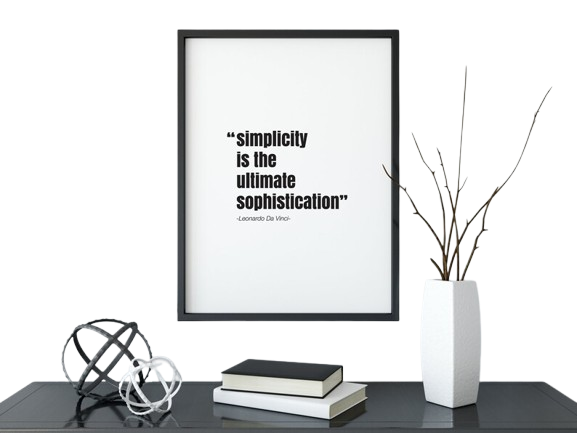 “simplicity
is the
ultimate
sophistication”
-Leonardo Da Vinci-